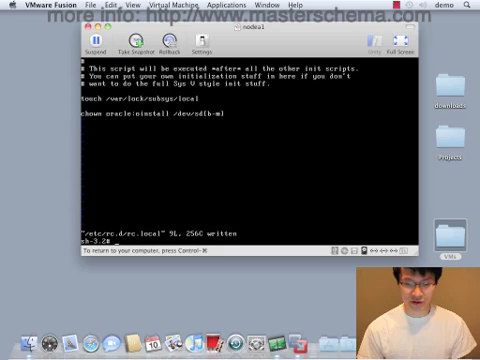 VMware Fusion File Edit View Virtual Machine Applications Window Help demo
more info: http://www.masterschema.com
nodea1
Suspend Take Snapshot Rollback Settings Unity Full Screen
#
# This script will be executed *after* all the other init scripts.
# You can put your own initialization stuff in here if you don't
# want to do the full Sys V style init stuff.
touch /var/lock/subsys/local
chown oracle:oinstall /dev/sd[b-m]
"/etc/rc.d/rc.local" 9L, 256C written
sh-3.2# _
To return to your computer, press Control-⌘
downloads
Projects
VMs
10